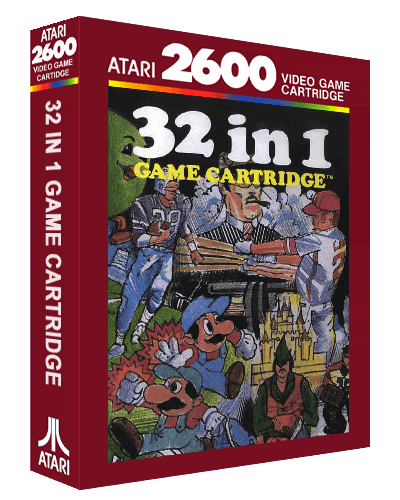 ATARI
2600
VIDEO GAME
CARTRIDGE
32 IN 1 GAME CARTRIDGE
ATARI
ATARI 2600 VIDEO GAME
CARTRIDGE
32 in 1
GAME CARTRIDGE™